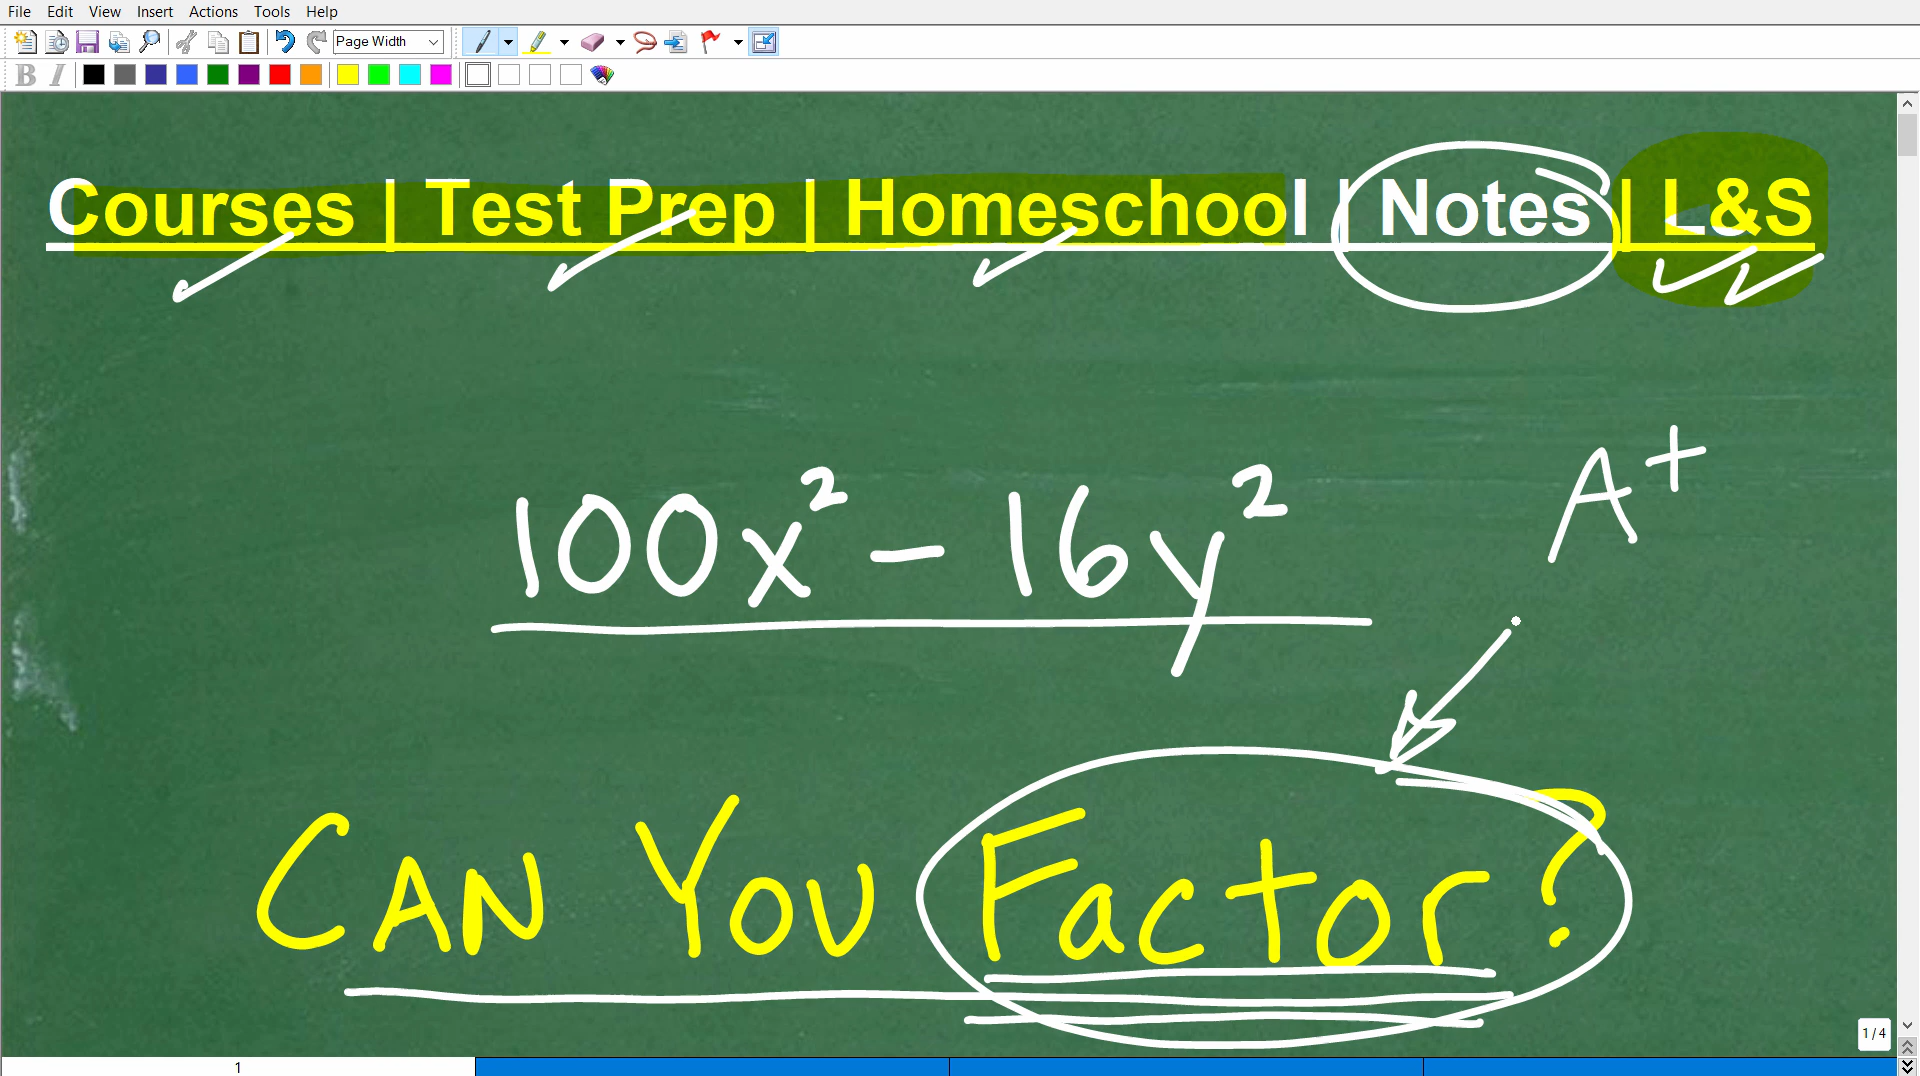 File Edit View Insert Actions Tools Help
Page Width
B I
Courses | Test Prep | Homeschool | Notes | L&S
A+
100x² - 16y²
CAN YOU Factor?
1 / 4
1